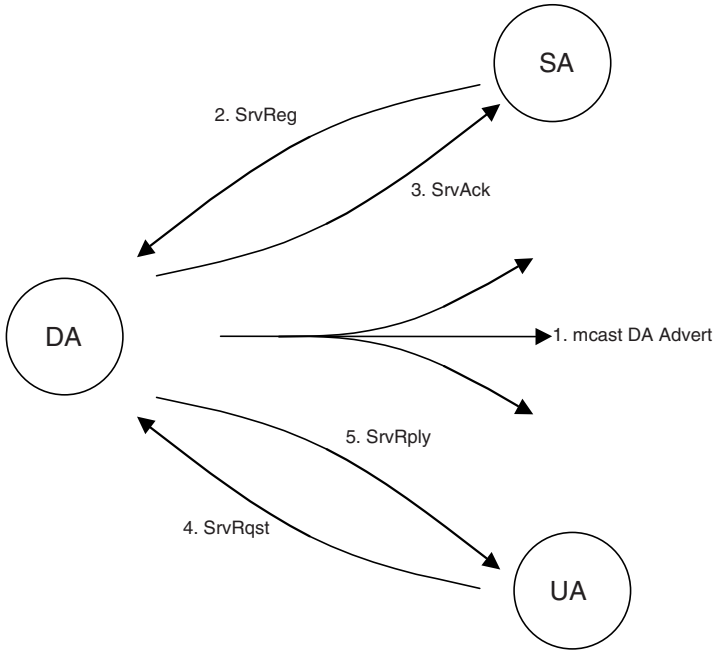 SA
2. SrvReg
3. SrvAck
DA
1. mcast DA Advert
5. SrvRply
4. SrvRqst
UA